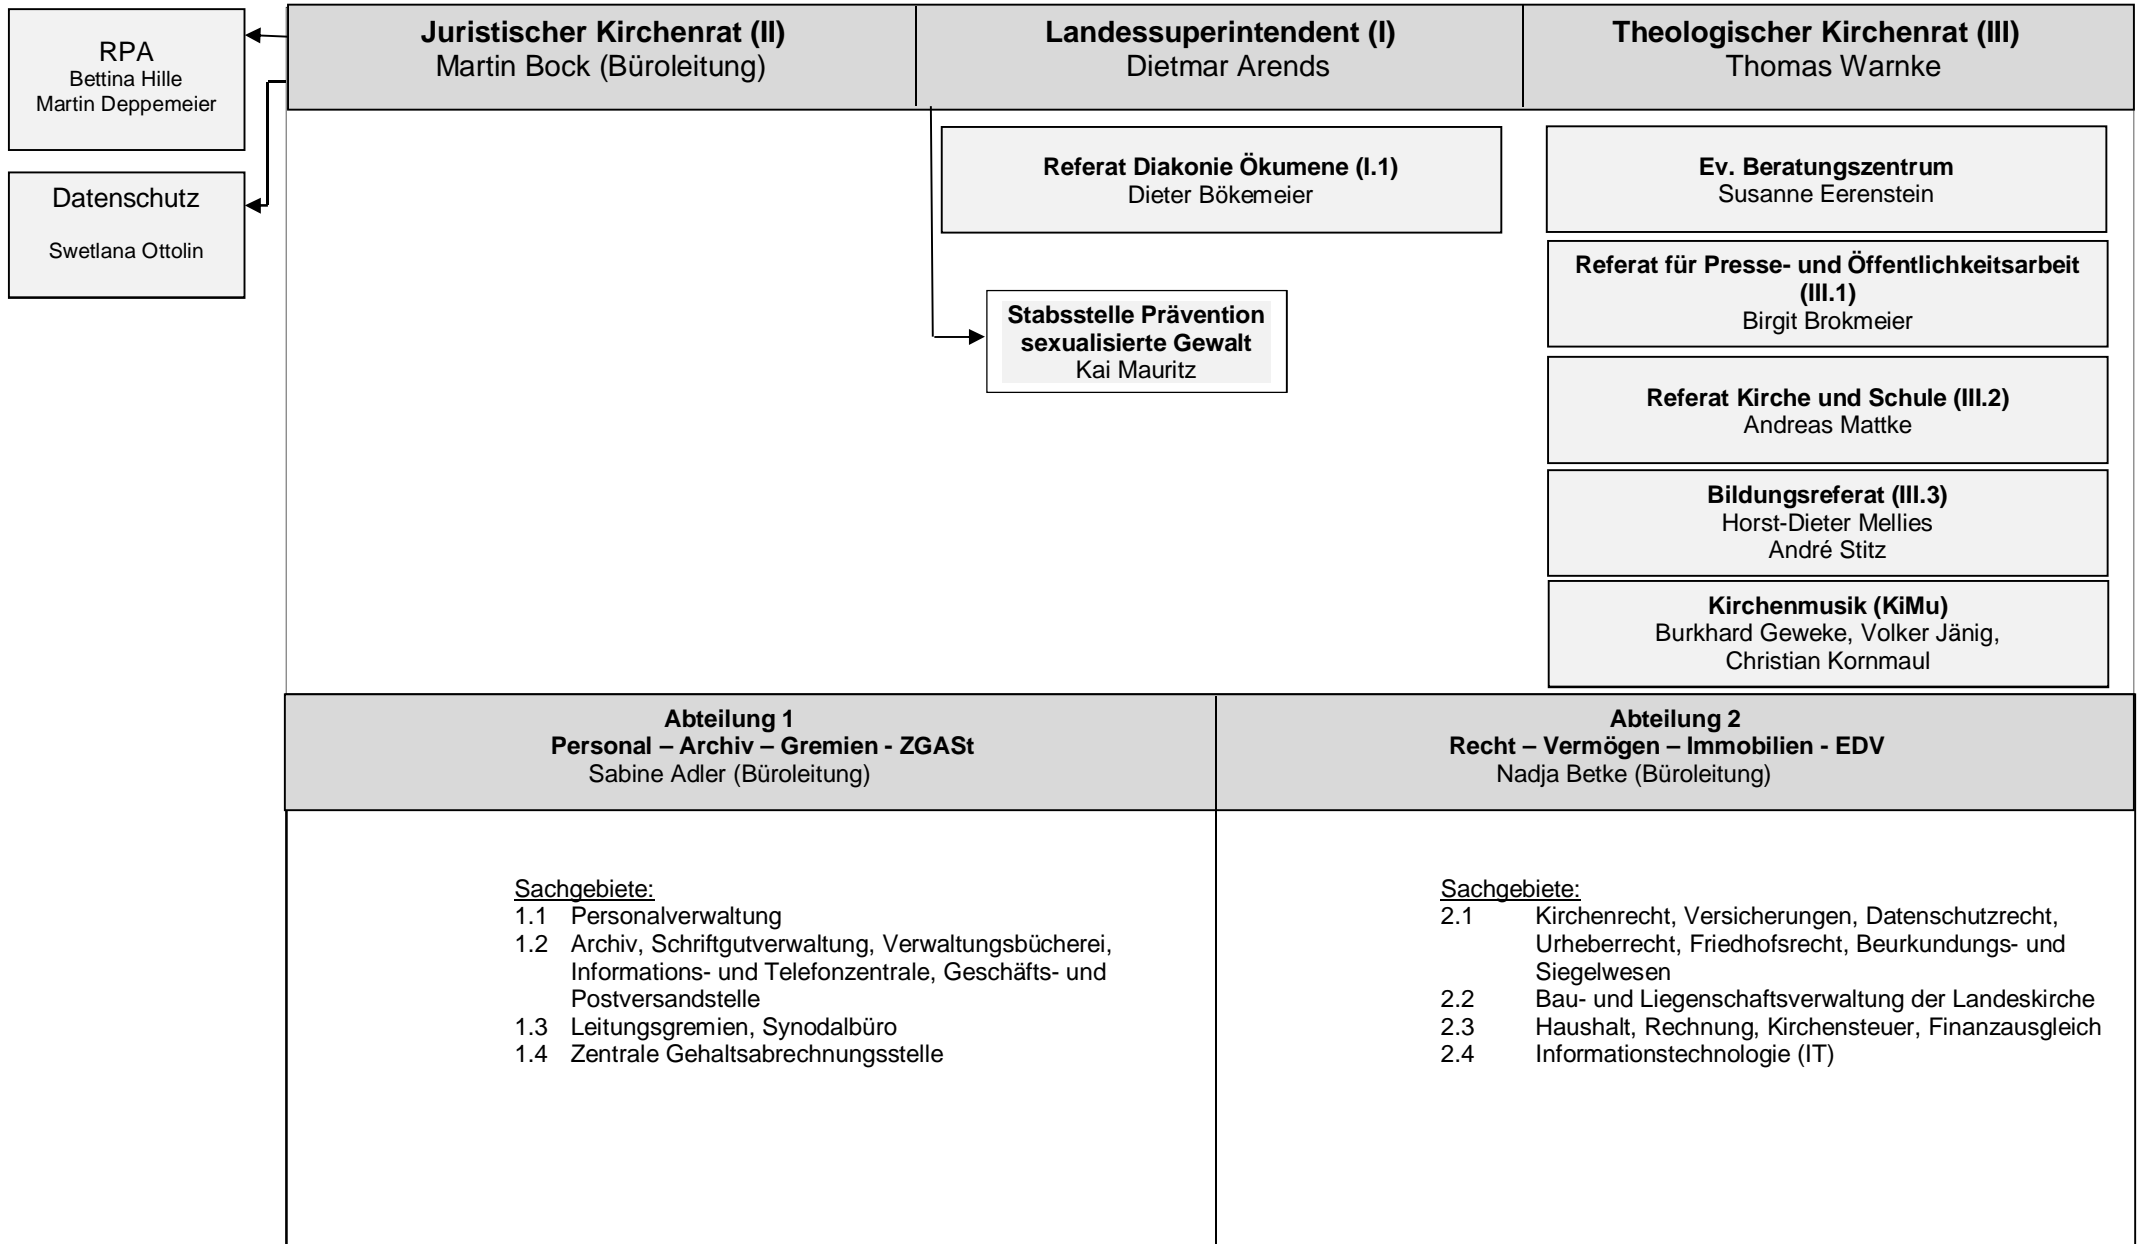 RPA
Bettina Hille
Martin Deppemeier
Datenschutz
Swetlana Ottolin
Juristischer Kirchenrat (II)
Martin Bock (Büroleitung)
Landessuperintendent (I)
Dietmar Arends
Theologischer Kirchenrat (III)
Thomas Warnke
Referat Diakonie Ökumene (I.1)
Dieter Bökemeier
Stabsstelle Prävention
sexualisierte Gewalt
Kai Mauritz
Ev. Beratungszentrum
Susanne Eerenstein
Referat für Presse- und Öffentlichkeitsarbeit
(III.1)
Birgit Brokmeier
Referat Kirche und Schule (III.2)
Andreas Mattke
Bildungsreferat (III.3)
Horst-Dieter Mellies
André Stitz
Kirchenmusik (KiMu)
Burkhard Geweke, Volker Jänig,
Christian Kornmaul
Abteilung 1
Personal – Archiv – Gremien - ZGASt
Sabine Adler (Büroleitung)
Abteilung 2
Recht – Vermögen – Immobilien - EDV
Nadja Betke (Büroleitung)
Sachgebiete:
1.1 Personalverwaltung
1.2 Archiv, Schriftgutverwaltung, Verwaltungsbücherei,
Informations- und Telefonzentrale, Geschäfts- und
Postversandstelle
1.3 Leitungsgremien, Synodalbüro
1.4 Zentrale Gehaltsabrechnungsstelle
Sachgebiete:
2.1 Kirchenrecht, Versicherungen, Datenschutzrecht,
Urheberrecht, Friedhofsrecht, Beurkundungs- und
Siegelwesen
2.2 Bau- und Liegenschaftsverwaltung der Landeskirche
2.3 Haushalt, Rechnung, Kirchensteuer, Finanzausgleich
2.4 Informationstechnologie (IT)